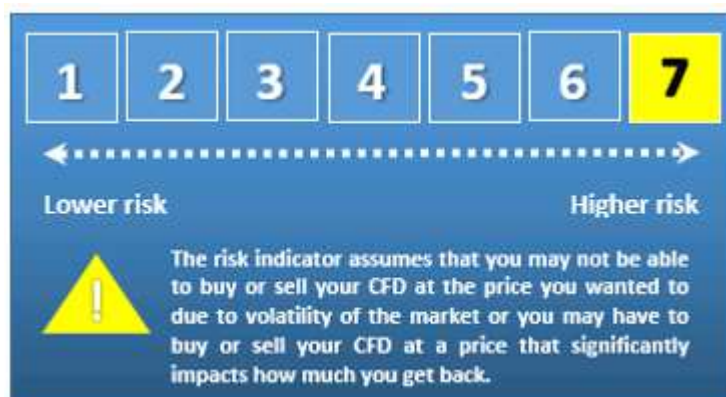 1 2 3 4 5 6 7
Lower risk Higher risk
!
The risk indicator assumes that you may not be able
to buy or sell your CFD at the price you wanted to
due to volatility of the market or you may have to
buy or sell your CFD at a price that significantly
impacts how much you get back.